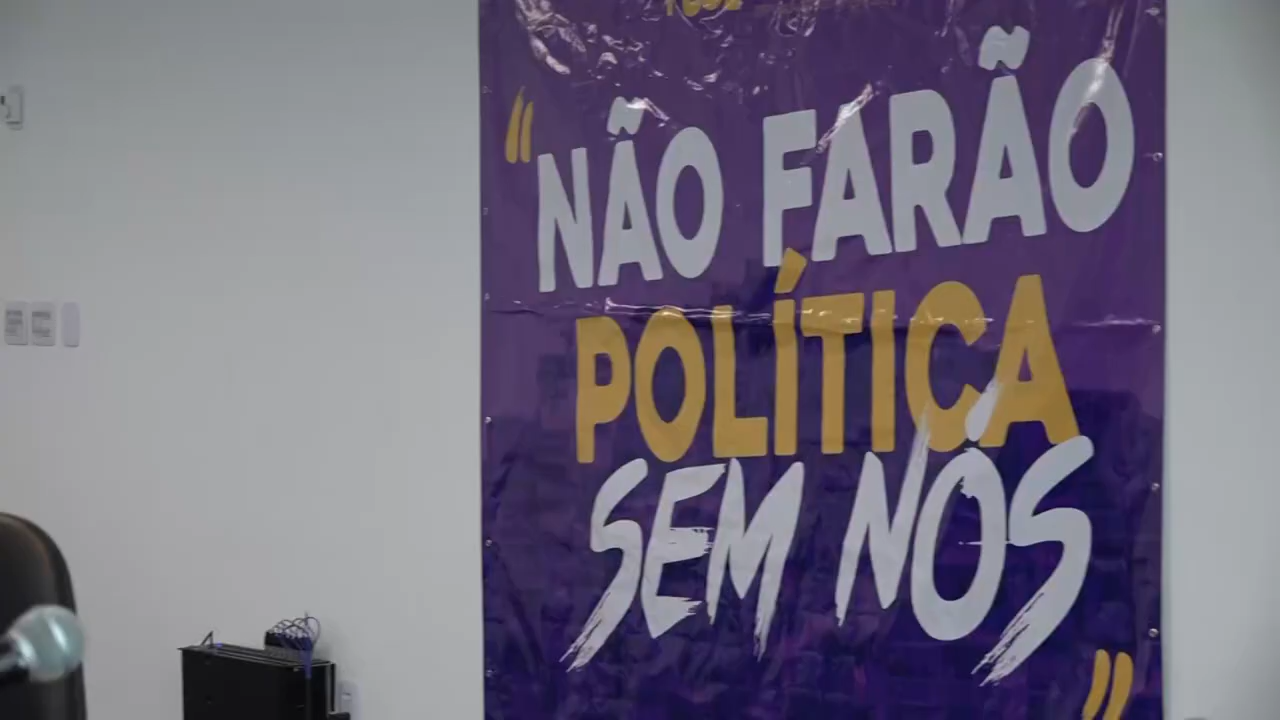 “NÃO FARÃO
POLÍTICA
SEM NÓS
”